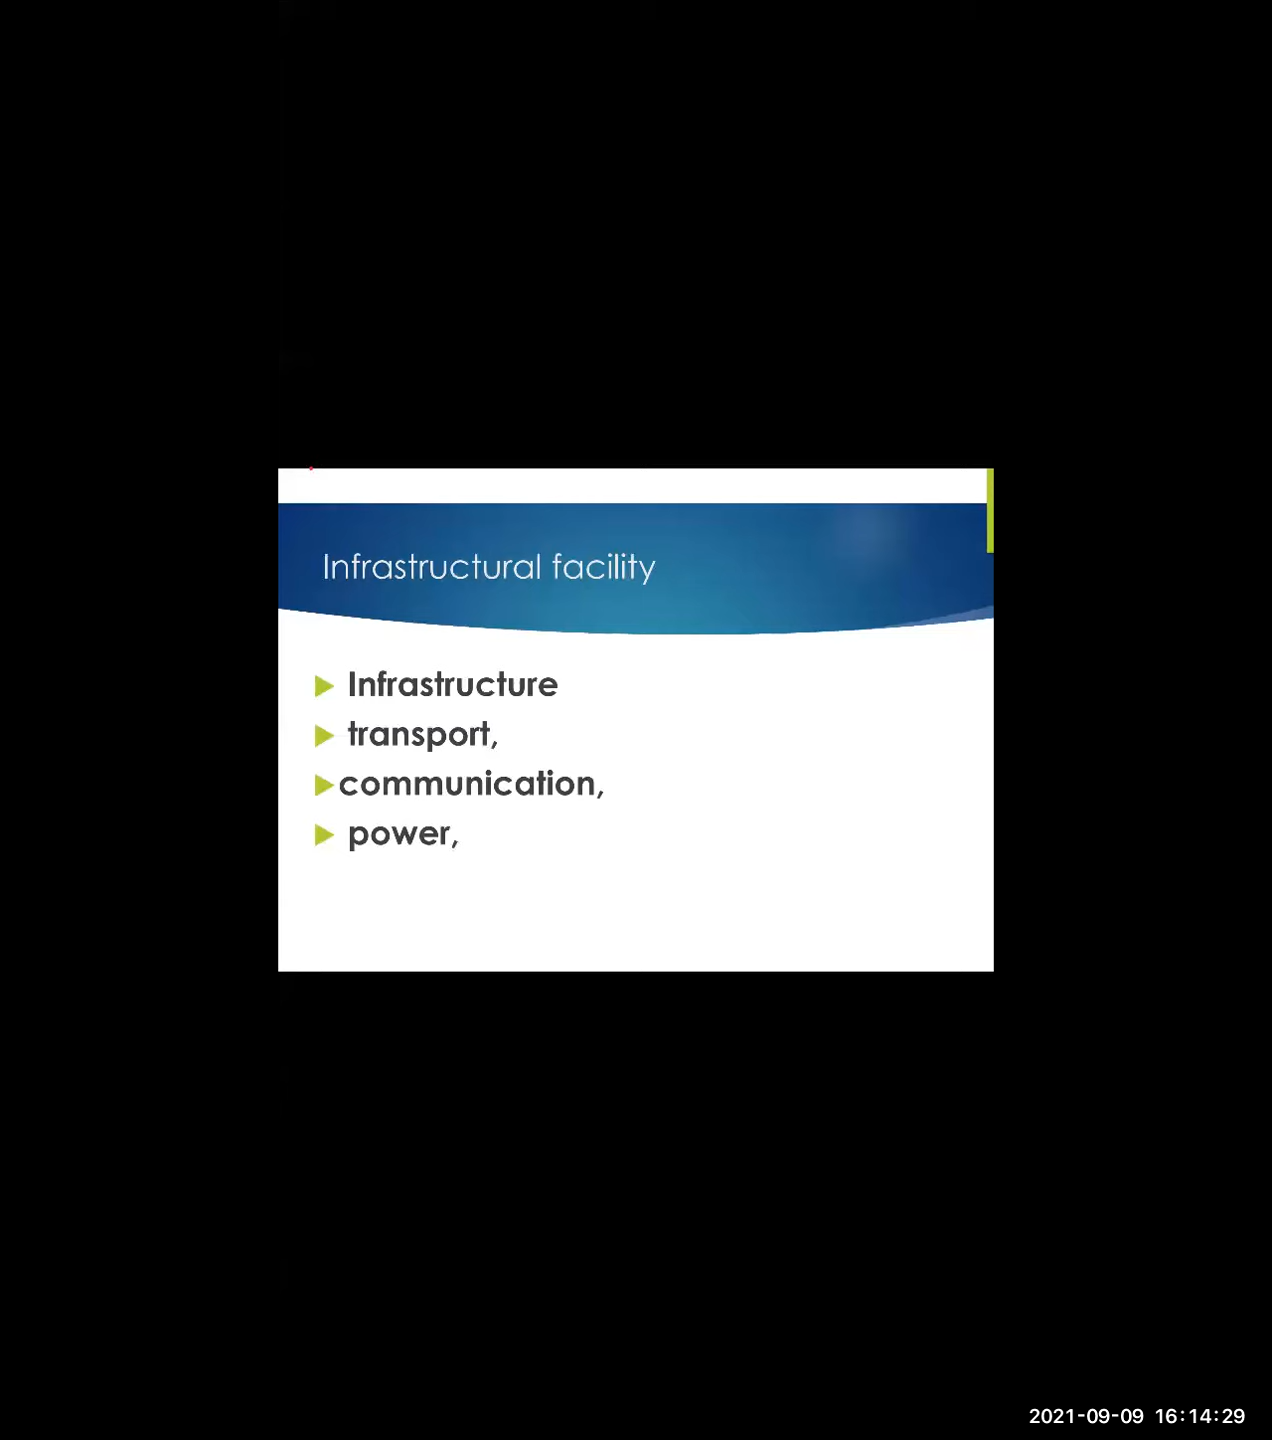 Infrastructural facility
Infrastructure
transport,
communication,
power,
2021-09-09 16:14:29